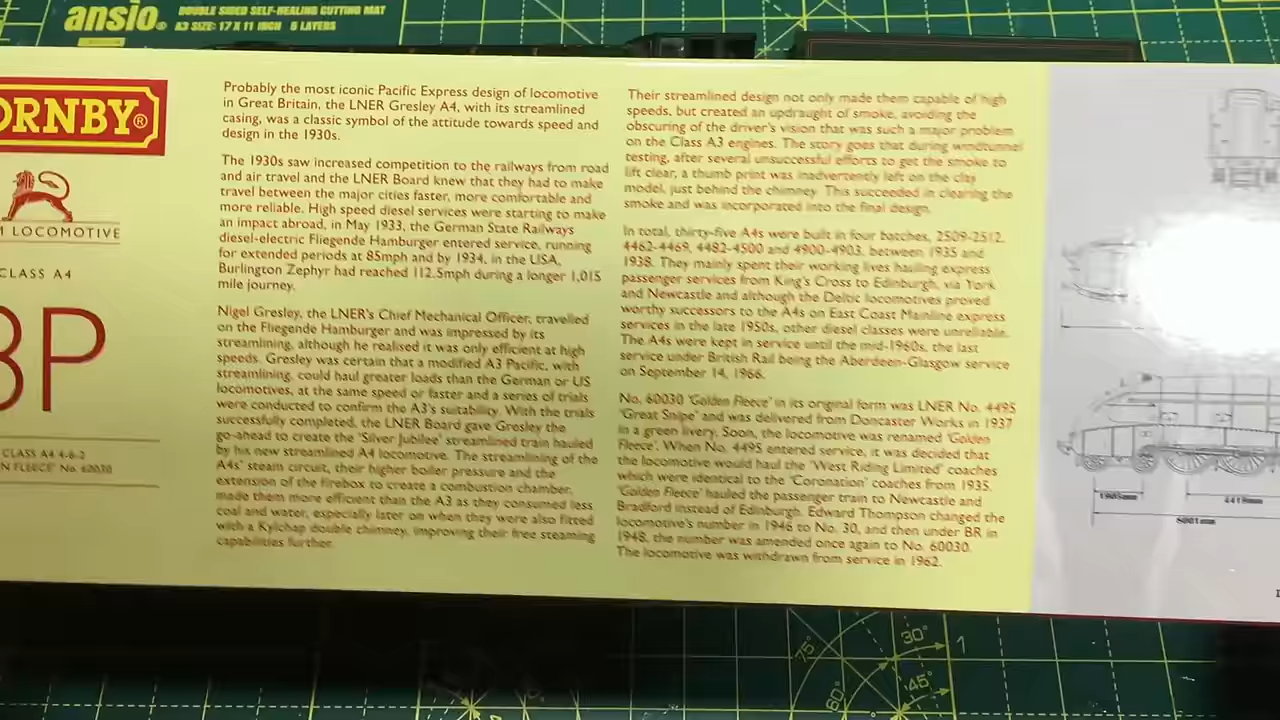 ansio®
DOUBLE SIDED SELF-HEALING CUTTING MAT
A3 SIZE: 17 X 11 INCH 5 LAYERS
ORNBY®
LOCOMOTIVE
CLASS A4
8P
CLASS A4 4-6-2
N FLEECE' No. 60030
Probably the most iconic Pacific Express design of locomotive
in Great Britain, the LNER Gresley A4, with its streamlined
casing, was a classic symbol of the attitude towards speed and
design in the 1930s.
The 1930s saw increased competition to the railways from road
and air travel and the LNER Board knew that they had to make
travel between the major cities faster, more comfortable and
more reliable. High speed diesel services were starting to make
an impact abroad, in May 1933, the German State Railways
diesel-electric Fliegende Hamburger entered service, running
for extended periods at 85mph and by 1934, in the USA,
Burlington Zephyr had reached 112.5mph during a longer 1,015
mile journey.
Nigel Gresley, the LNER's Chief Mechanical Officer, travelled
on the Fliegende Hamburger and was impressed by its
streamlining, although he realised it was only efficient at high
speeds. Gresley was certain that a modified A3 Pacific, with
streamlining, could haul greater loads than the German or US
locomotives, at the same speed or faster and a series of trials
were conducted to confirm the A3's suitability. With the trials
successfully completed, the LNER Board gave Gresley the
go-ahead to create the 'Silver Jubilee' streamlined train hauled
by his new streamlined A4 locomotive. The streamlining of the
A4s' steam circuit, their higher boiler pressure and the
extension of the firebox to create a combustion chamber,
made them more efficient than the A3 as they consumed less
coal and water, especially later on when they were also fitted
with a Kylchap double chimney, improving their free steaming
capabilities further.
Their streamlined design not only made them capable of high
speeds, but created an updraught of smoke, avoiding the
obscuring of the driver's vision that was such a major problem
on the Class A3 engines. The story goes that during windtunnel
testing, after several unsuccessful efforts to get the smoke to
lift clear, a thumb print was inadvertently left on the clay
model, just behind the chimney. This succeeded in clearing the
smoke and was incorporated into the final design.
In total, thirty-five A4s were built in four batches, 2509-2512,
4462-4469, 4482-4500 and 4900-4903, between 1935 and
1938. They mainly spent their working lives hauling express
passenger services from King's Cross to Edinburgh, via York
and Newcastle and although the Deltic locomotives proved
worthy successors to the A4s on East Coast Mainline express
services in the late 1950s, other diesel classes were unreliable.
The A4s were kept in service until the mid-1960s, the last
service under British Rail being the Aberdeen-Glasgow service
on September 14, 1966.
No. 60030 'Golden Fleece' in its original form was LNER No. 4495
'Great Snipe' and was delivered from Doncaster Works in 1937
in a green livery. Soon, the locomotive was renamed 'Golden
Fleece'. When No. 4495 entered service, it was decided that
the locomotive would haul the 'West Riding Limited' coaches
which were identical to the 'Coronation' coaches from 1935.
'Golden Fleece' hauled the passenger train to Newcastle and
Bradford instead of Edinburgh. Edward Thompson changed the
locomotive's number in 1946 to No. 30, and then under BR in
1948, the number was amended once again to No. 60030.
The locomotive was withdrawn from service in 1962.
75°
60°
30°
45°
1